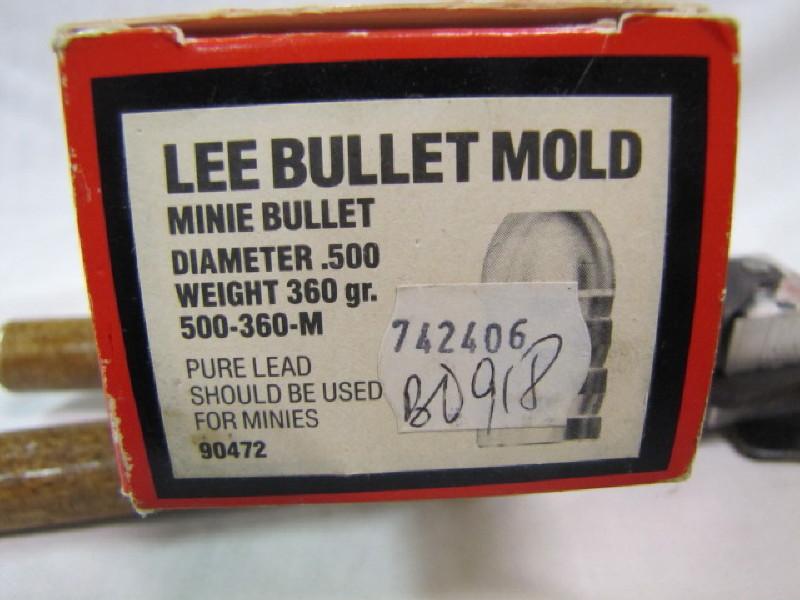 LEE BULLET MOLD
MINIE BULLET
DIAMETER .500
WEIGHT 360 gr.
500-360-M
PURE LEAD
SHOULD BE USED
FOR MINIES
90472
742406
BD918